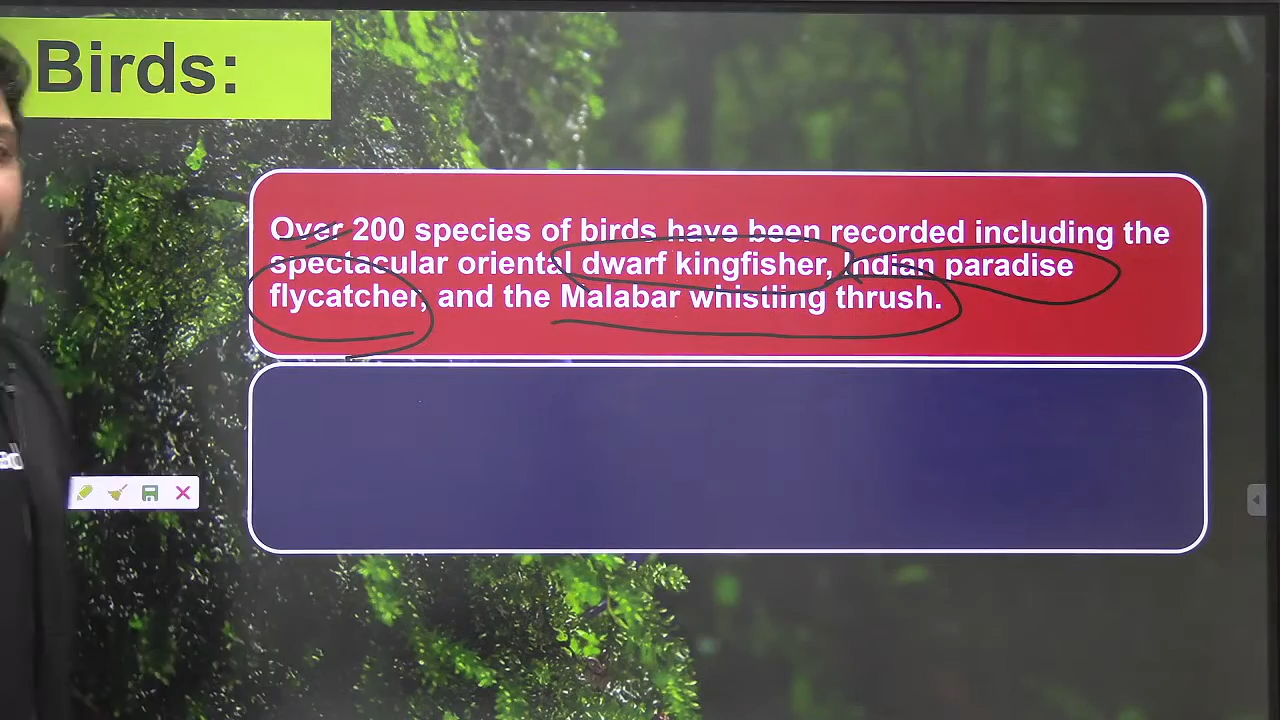 Birds:
Over 200 species of birds have been recorded including the
spectacular oriental dwarf kingfisher, Indian paradise
flycatcher, and the Malabar whistling thrush.